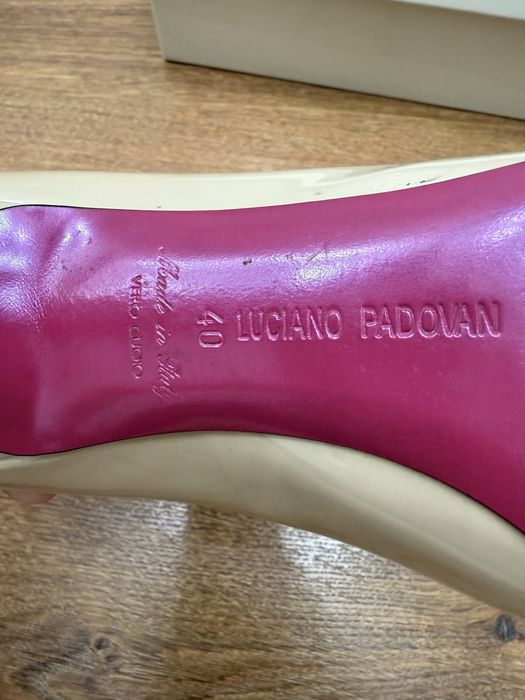 LUCIANO PADOVAN
40
Made in Italy
VERO CUOIO